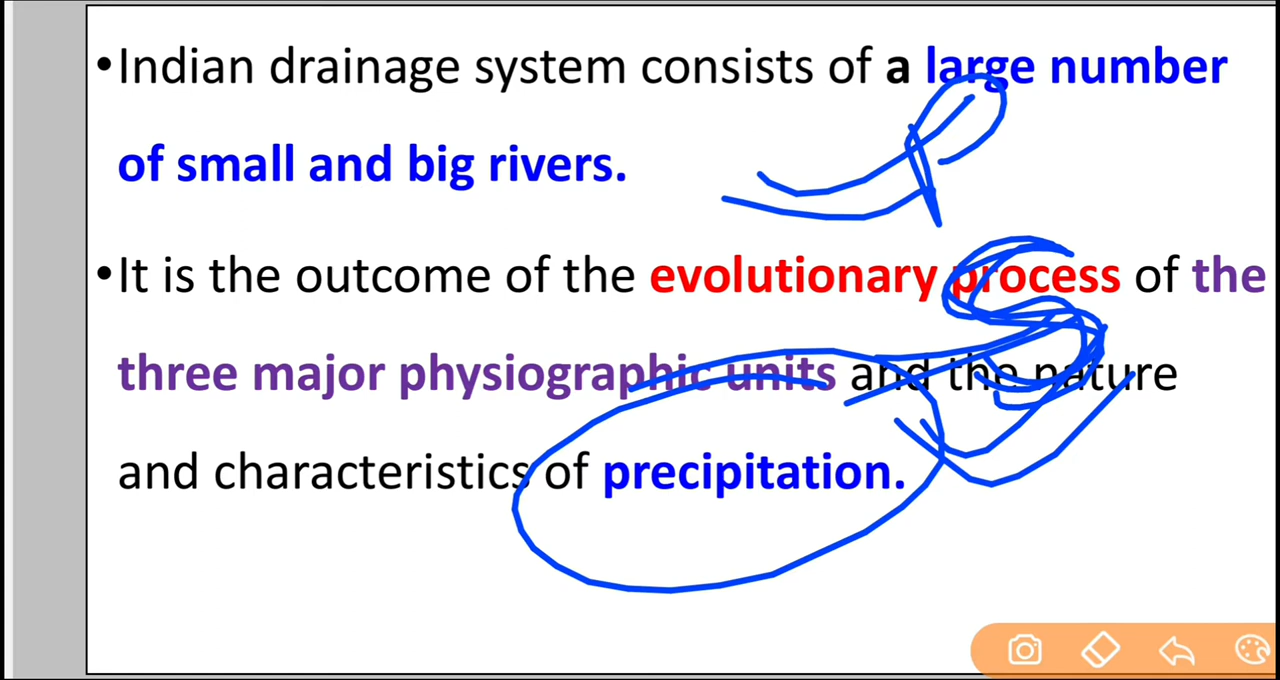 •Indian drainage system consists of a large number
of small and big rivers.
•It is the outcome of the evolutionary process of the
three major physiographic units and the nature
and characteristics of precipitation.